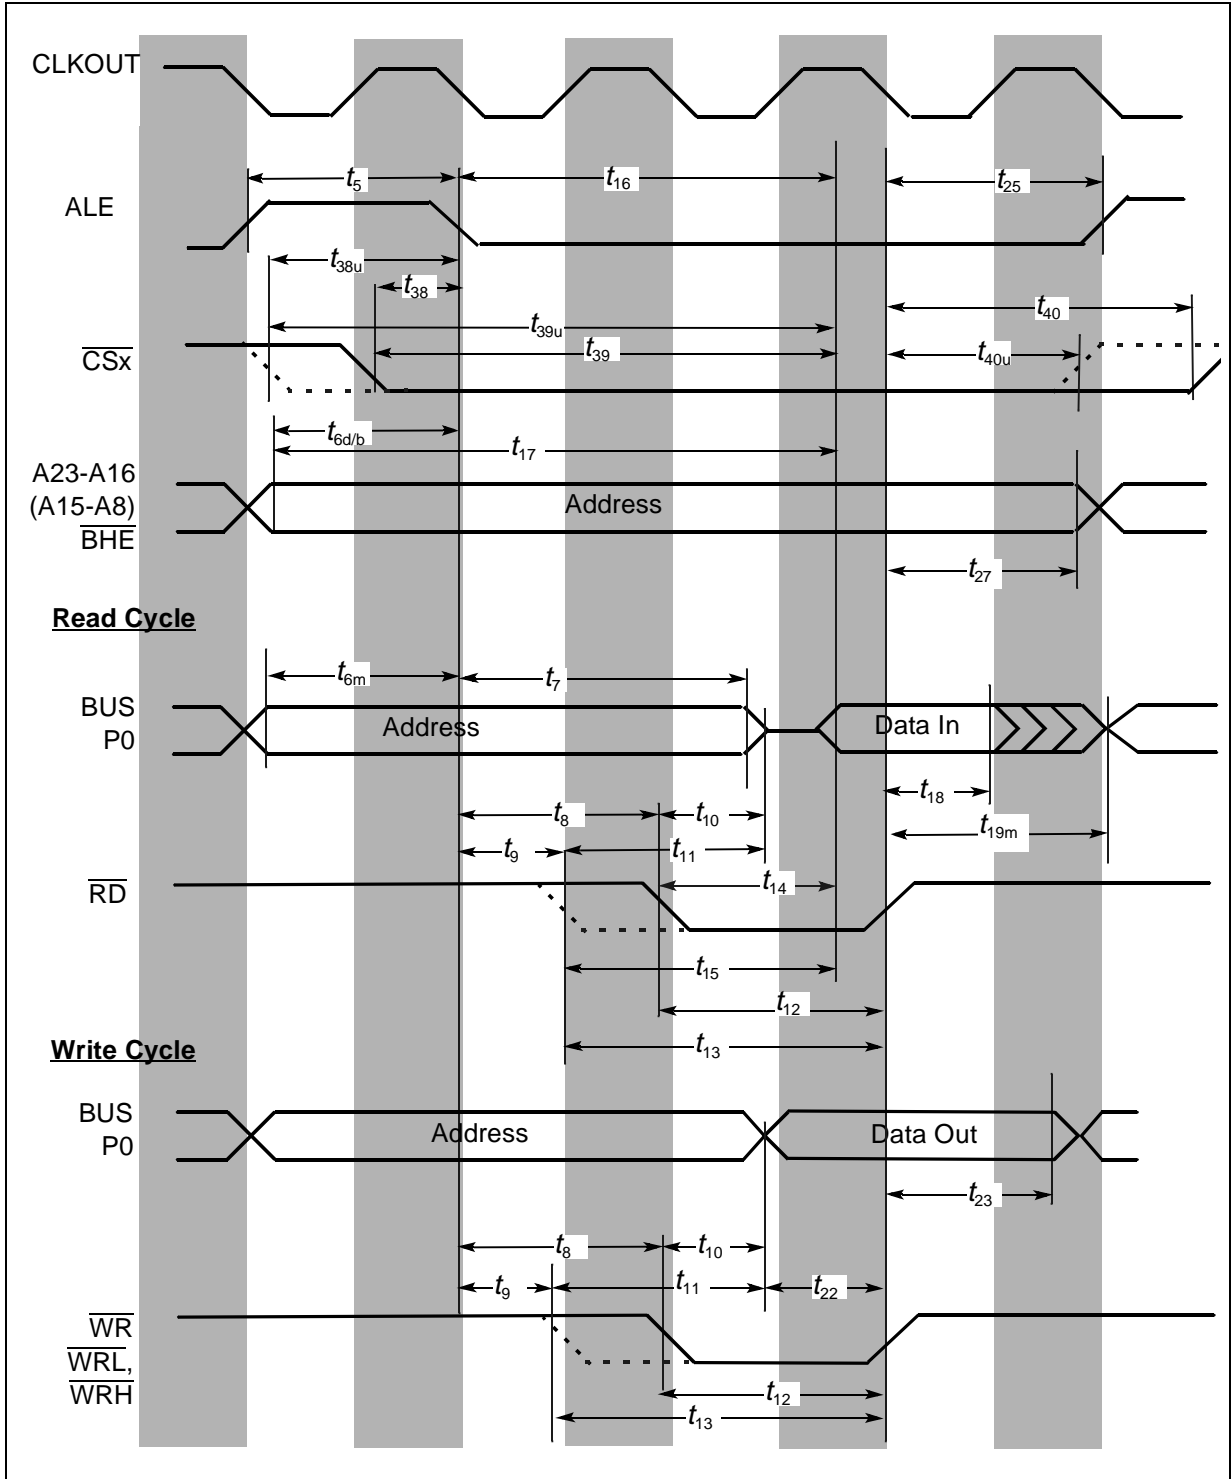 CLKOUT
t5
t16
t25
ALE
t38u
t38
t40
t39u
t39
t40u
CSx
t6d/b
t17
A23-A16
(A15-A8)
BHE
Address
t27
Read Cycle
t6m
t7
BUS
P0
Address
Data In
t18
t8
t10
t19m
t9
t11
t14
RD
t15
t12
t13
Write Cycle
BUS
P0
Address
Data Out
t23
t8
t10
t9
t11
t22
WR
WRL,
WRH
t12
t13